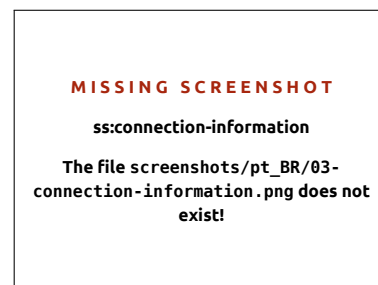 MISSING SCREENSHOT
ss:connection-information
The file screenshots/pt_BR/03-
connection-information.png does not
exist!